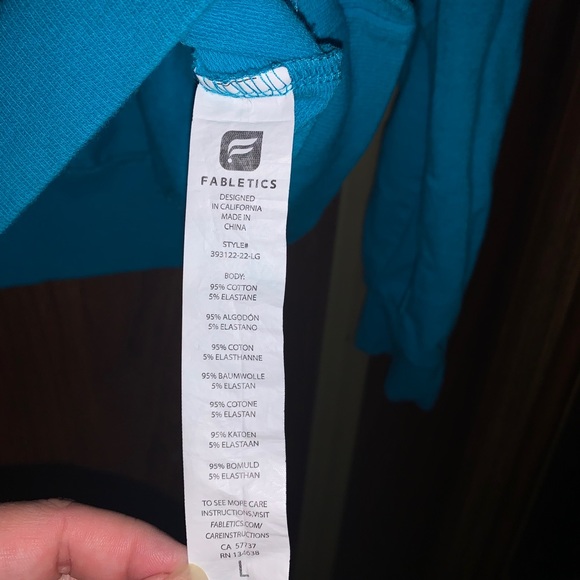 FABLETICS
DESIGNED
IN CALIFORNIA
MADE IN
CHINA
STYLE#
393122-22-LG
BODY:
95% COTTON
5% ELASTANE
95% ALGODÓN
5% ELASTANO
95% COTON
5% ELASTHANNE
95% BAUMWOLLE
5% ELASTAN
95% COTONE
5% ELASTAN
95% KATOEN
5% ELASTAAN
95% BOMULD
5% ELASTHAN
TO SEE MORE CARE
INSTRUCTIONS,VISIT
FABLETICS.COM/
CAREINSTRUCTIONS
CA 57737
RN 134638
L